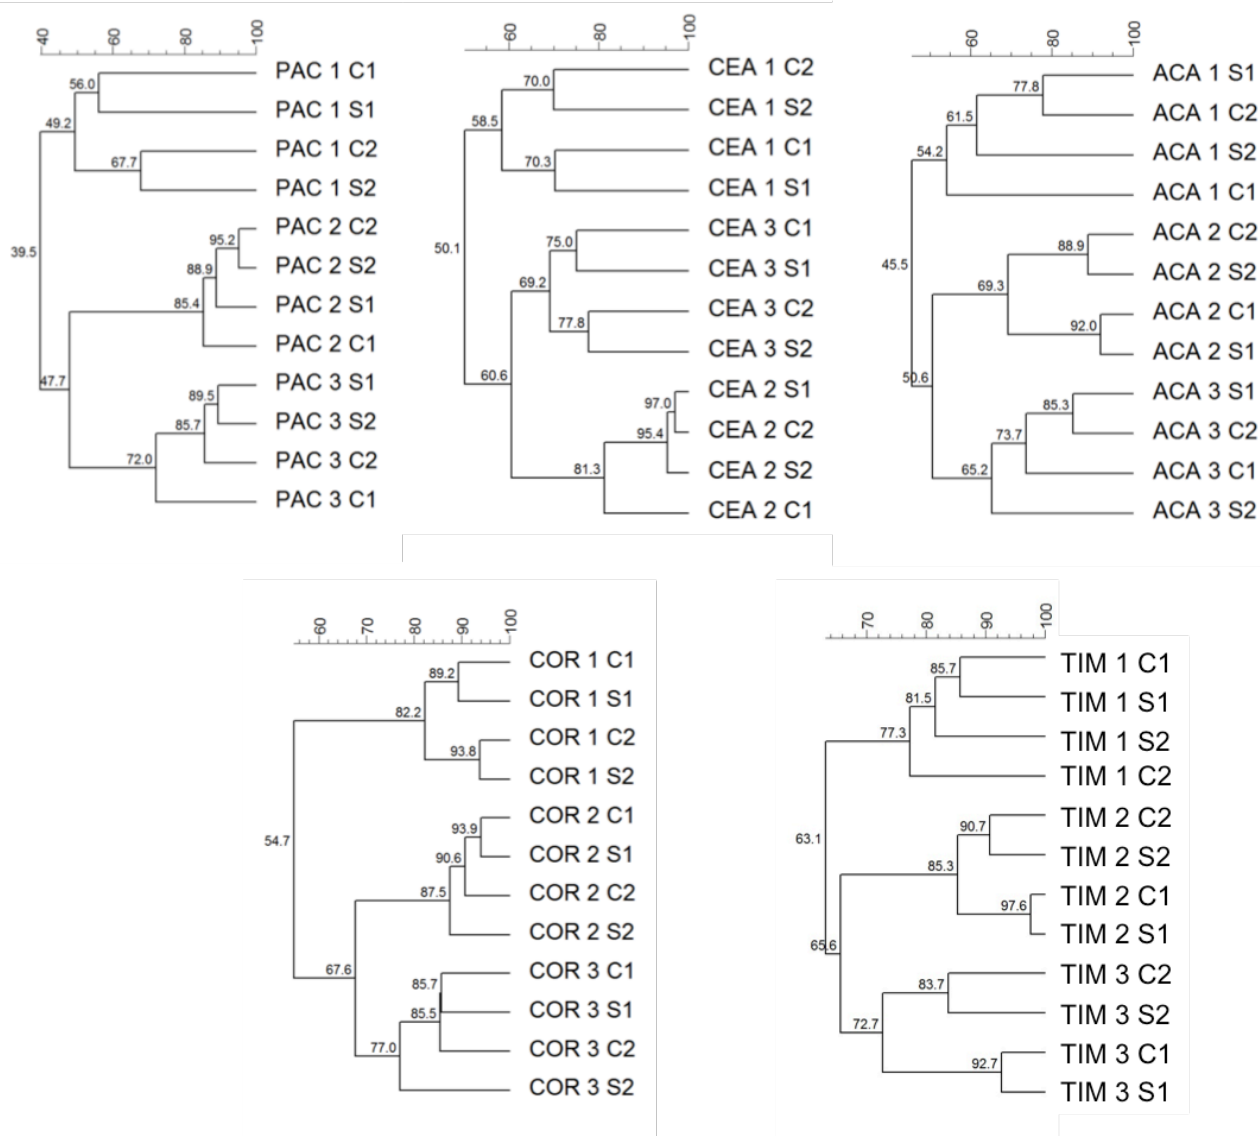 40 60 80 100
PAC 1 C1
56.0
PAC 1 S1
49.2
PAC 1 C2
67.7
PAC 1 S2
PAC 2 C2
95.2
39.5
PAC 2 S2
88.9
85.4
PAC 2 S1
PAC 2 C1
47.7
PAC 3 S1
89.5
PAC 3 S2
85.7
72.0
PAC 3 C2
PAC 3 C1
60 80 100
CEA 1 C2
70.0
CEA 1 S2
58.5
CEA 1 C1
70.3
CEA 1 S1
CEA 3 C1
75.0
50.1
CEA 3 S1
69.2
CEA 3 C2
77.8
CEA 3 S2
60.6
CEA 2 S1
97.0
CEA 2 C2
95.4
81.3
CEA 2 S2
CEA 2 C1
60 80 100
ACA 1 S1
77.8
ACA 1 C2
61.5
54.2
ACA 1 S2
ACA 1 C1
ACA 2 C2
88.9
45.5
ACA 2 S2
69.3
ACA 2 C1
92.0
ACA 2 S1
50.6
ACA 3 S1
85.3
ACA 3 C2
73.7
65.2
ACA 3 C1
ACA 3 S2
60 70 80 90 100
COR 1 C1
89.2
COR 1 S1
82.2
COR 1 C2
93.8
COR 1 S2
COR 2 C1
93.9
54.7
COR 2 S1
90.6
87.5
COR 2 C2
COR 2 S2
67.6
COR 3 C1
85.7
COR 3 S1
85.5
77.0
COR 3 C2
COR 3 S2
70 80 90 100
TIM 1 C1
85.7
TIM 1 S1
81.5
77.3
TIM 1 S2
TIM 1 C2
TIM 2 C2
90.7
63.1
TIM 2 S2
85.3
TIM 2 C1
97.6
TIM 2 S1
65.6
TIM 3 C2
83.7
TIM 3 S2
72.7
TIM 3 C1
92.7
TIM 3 S1